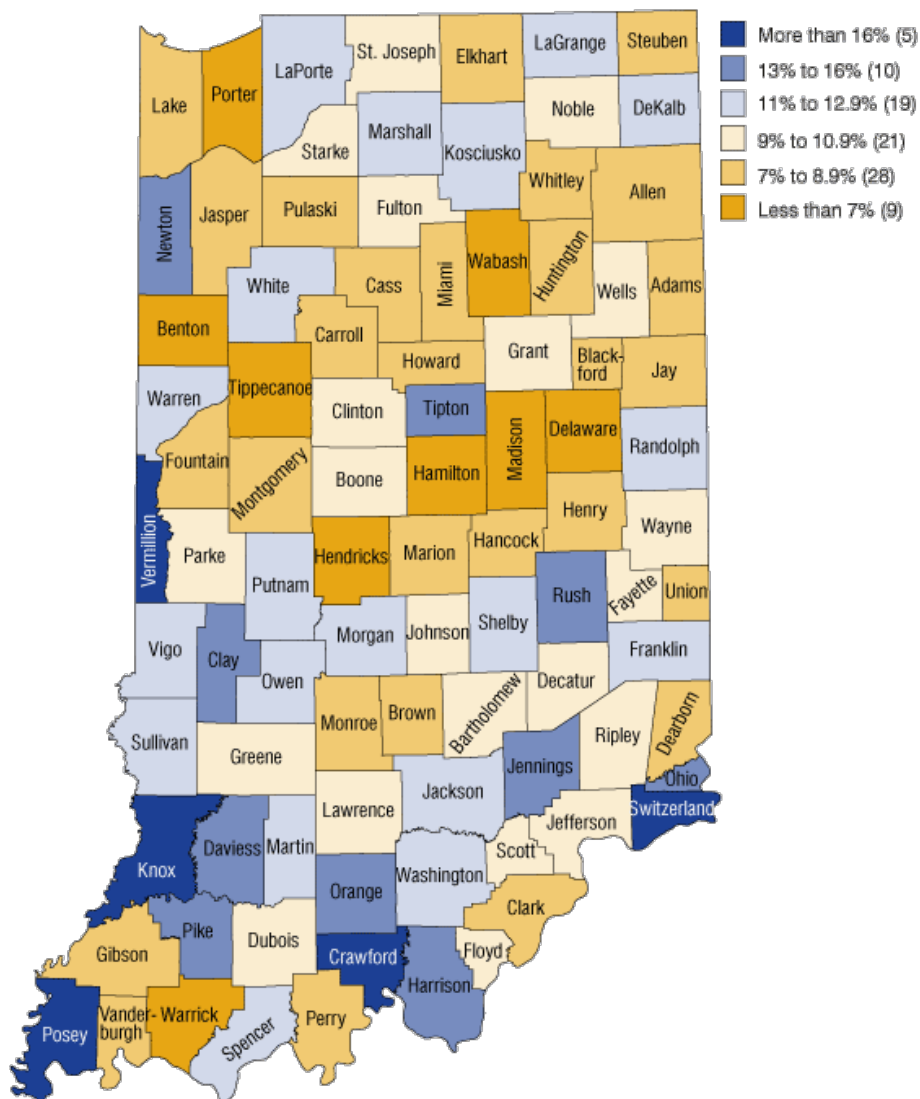 More than 16% (5)
13% to 16% (10)
11% to 12.9% (19)
9% to 10.9% (21)
7% to 8.9% (28)
Less than 7% (9)
LaGrange
Steuben
St. Joseph
Elkhart
LaPorte
Porter
Lake
Noble
DeKalb
Marshall
Starke
Kosciusko
Whitley
Allen
Newton
Jasper
Pulaski
Fulton
Wabash
Huntington
Miami
White
Cass
Wells
Adams
Benton
Carroll
Grant
Howard
Black-
ford
Jay
Tippecanoe
Warren
Clinton
Tipton
Madison
Delaware
Randolph
Fountain
Montgomery
Boone
Hamilton
Henry
Wayne
Vermillion
Parke
Hendricks
Marion
Hancock
Putnam
Rush
Fayette
Union
Shelby
Morgan
Johnson
Franklin
Vigo
Clay
Owen
Decatur
Bartholomew
Monroe
Brown
Dearborn
Ripley
Sullivan
Greene
Jennings
Ohio
Jackson
Switzerland
Lawrence
Jefferson
Daviess
Martin
Scott
Knox
Washington
Orange
Clark
Pike
Dubois
Floyd
Gibson
Crawford
Harrison
Vander-
burgh
Warrick
Perry
Posey
Spencer